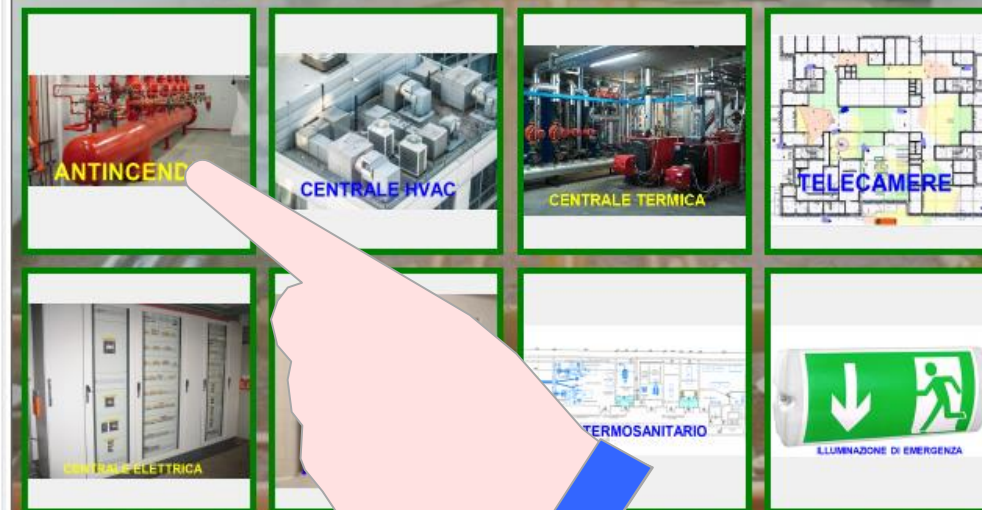 CENTRALE HVAC
CENTRALE TERMICA
TELECAMERE
CENTRALE ELETTRICA
TERMOSANITARIO
ILLUMINAZIONE DI EMERGENZA